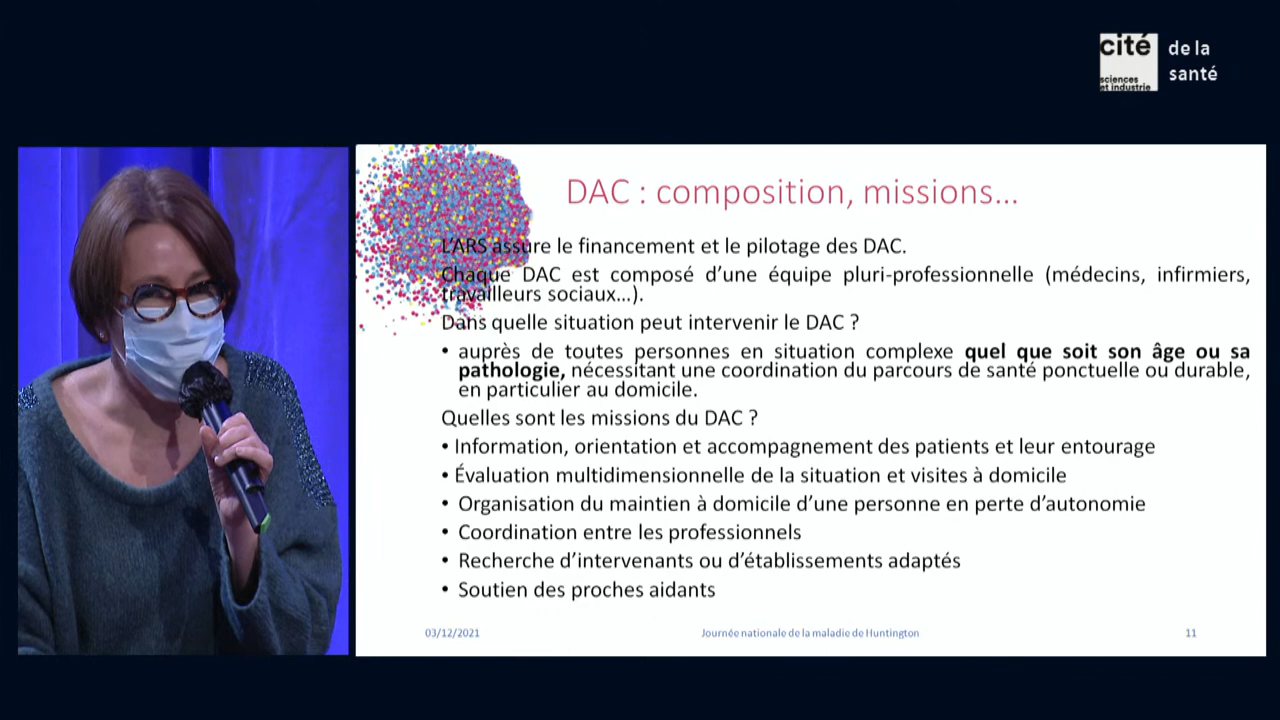 cité
sciences
et industrie
de la
santé
DAC : composition, missions…
L'ARS assure le financement et le pilotage des DAC.
Chaque DAC est composé d'une équipe pluri-professionnelle (médecins, infirmiers,
travailleurs sociaux…).
Dans quelle situation peut intervenir le DAC ?
• auprès de toutes personnes en situation complexe quel que soit son âge ou sa
pathologie, nécessitant une coordination du parcours de santé ponctuelle ou durable,
en particulier au domicile.
Quelles sont les missions du DAC ?
• Information, orientation et accompagnement des patients et leur entourage
• Évaluation multidimensionnelle de la situation et visites à domicile
• Organisation du maintien à domicile d'une personne en perte d'autonomie
• Coordination entre les professionnels
• Recherche d'intervenants ou d'établissements adaptés
• Soutien des proches aidants
03/12/2021
Journée nationale de la maladie de Huntington
11